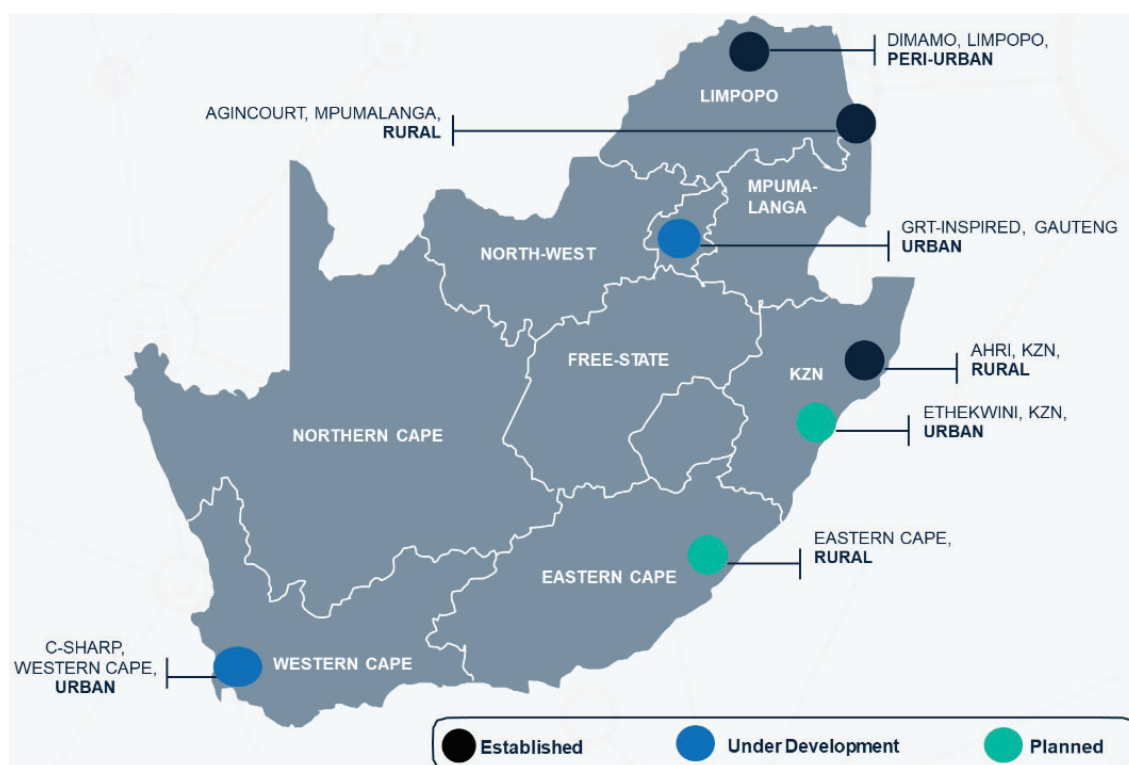 DIMAMO, LIMPOPO,
PERI-URBAN
LIMPOPO
AGINCOURT, MPUMALANGA,
RURAL
MPUMA-
LANGA
GRT-INSPIRED, GAUTENG
URBAN
NORTH-WEST
FREE-STATE
KZN
AHRI, KZN,
RURAL
ETHEKWINI, KZN,
URBAN
NORTHERN CAPE
EASTERN CAPE,
RURAL
EASTERN CAPE
C-SHARP,
WESTERN CAPE,
URBAN
WESTERN CAPE
Established
Under Development
Planned